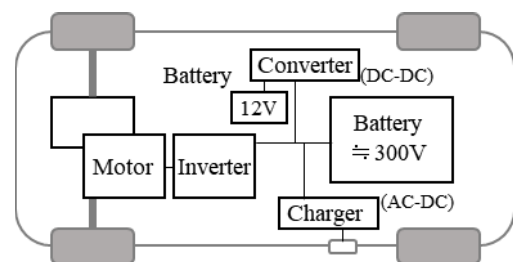 Converter
(DC-DC)
Battery
12V
Battery
≒ 300V
Motor
Inverter
Charger
(AC-DC)